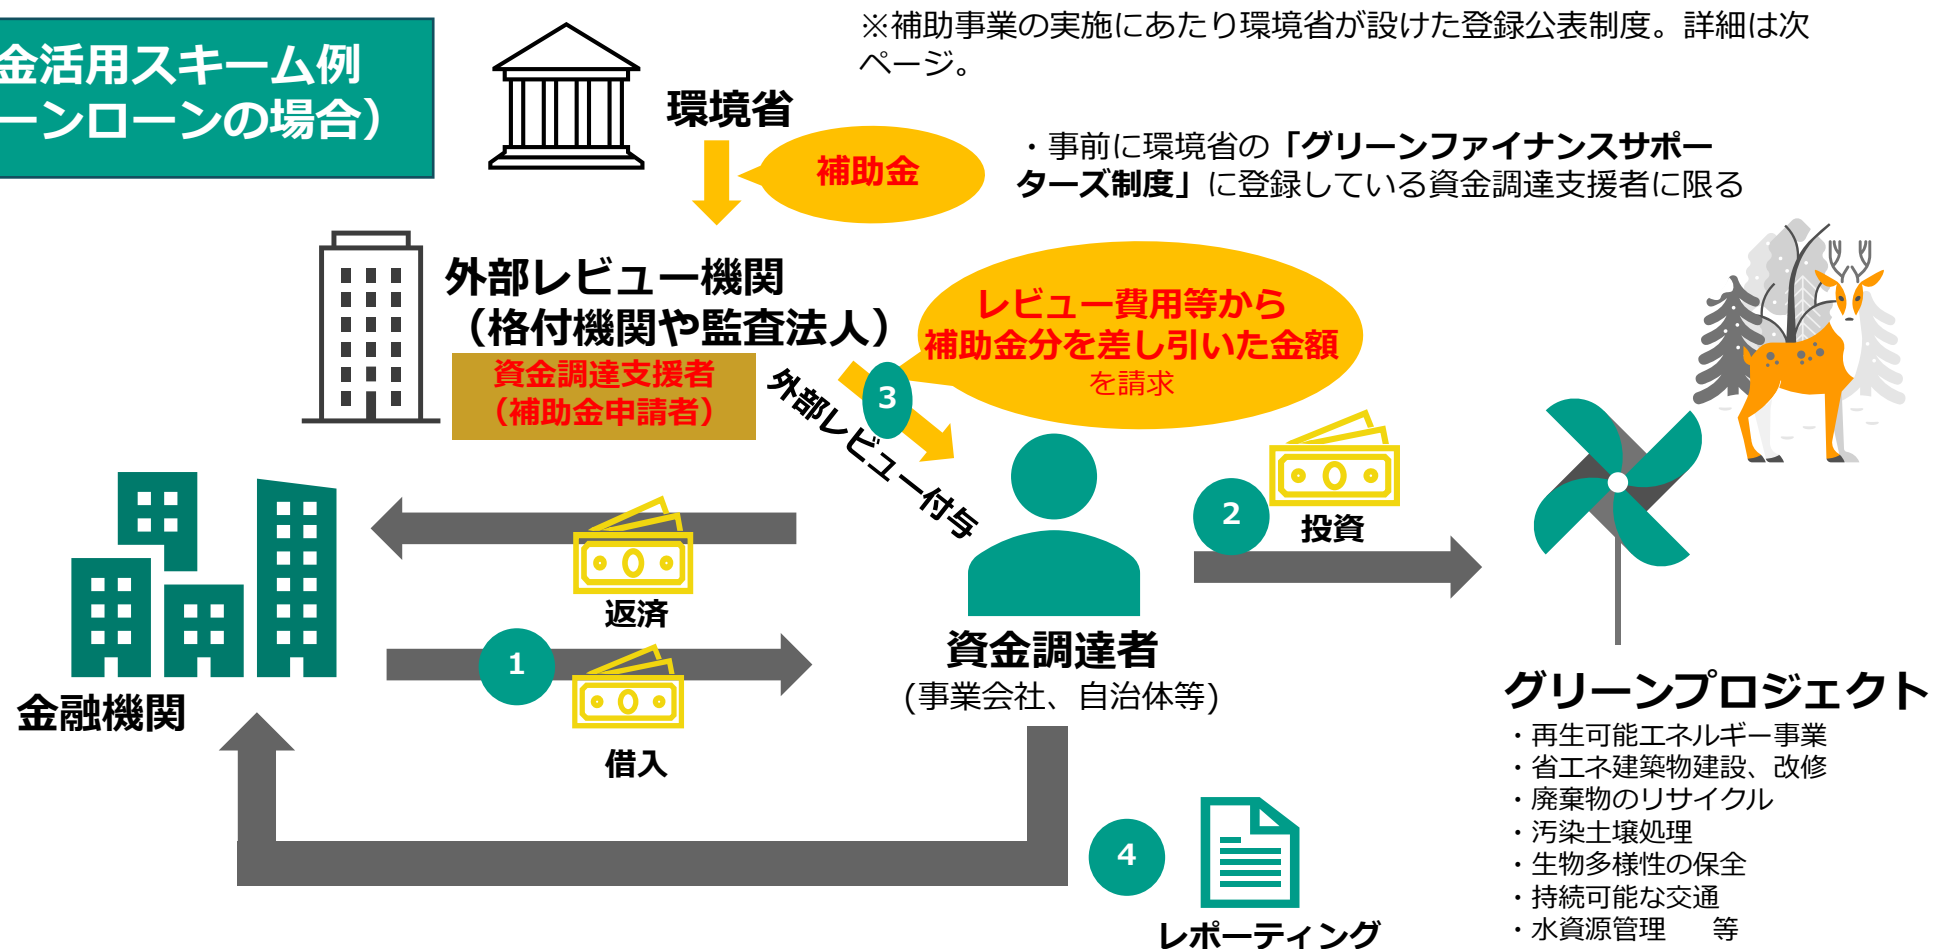 金活用スキーム例
ーンローンの場合）
※補助事業の実施にあたり環境省が設けた登録公表制度。詳細は次
ページ。
環境省
補助金
・事前に環境省の「グリーンファイナンスサポー
ターズ制度」に登録している資金調達支援者に限る
外部レビュー機関
（格付機関や監査法人）
資金調達支援者
（補助金申請者）
レビュー費用等から
補助金分を差し引いた金額
を請求
3
外部レビュー付与
2
投資
返済
1
借入
金融機関
資金調達者
(事業会社、自治体等)
グリーンプロジェクト
・再生可能エネルギー事業
・省エネ建築物建設、改修
・廃棄物のリサイクル
・汚染土壌処理
・生物多様性の保全
・持続可能な交通
・水資源管理　等
4
レポーティング